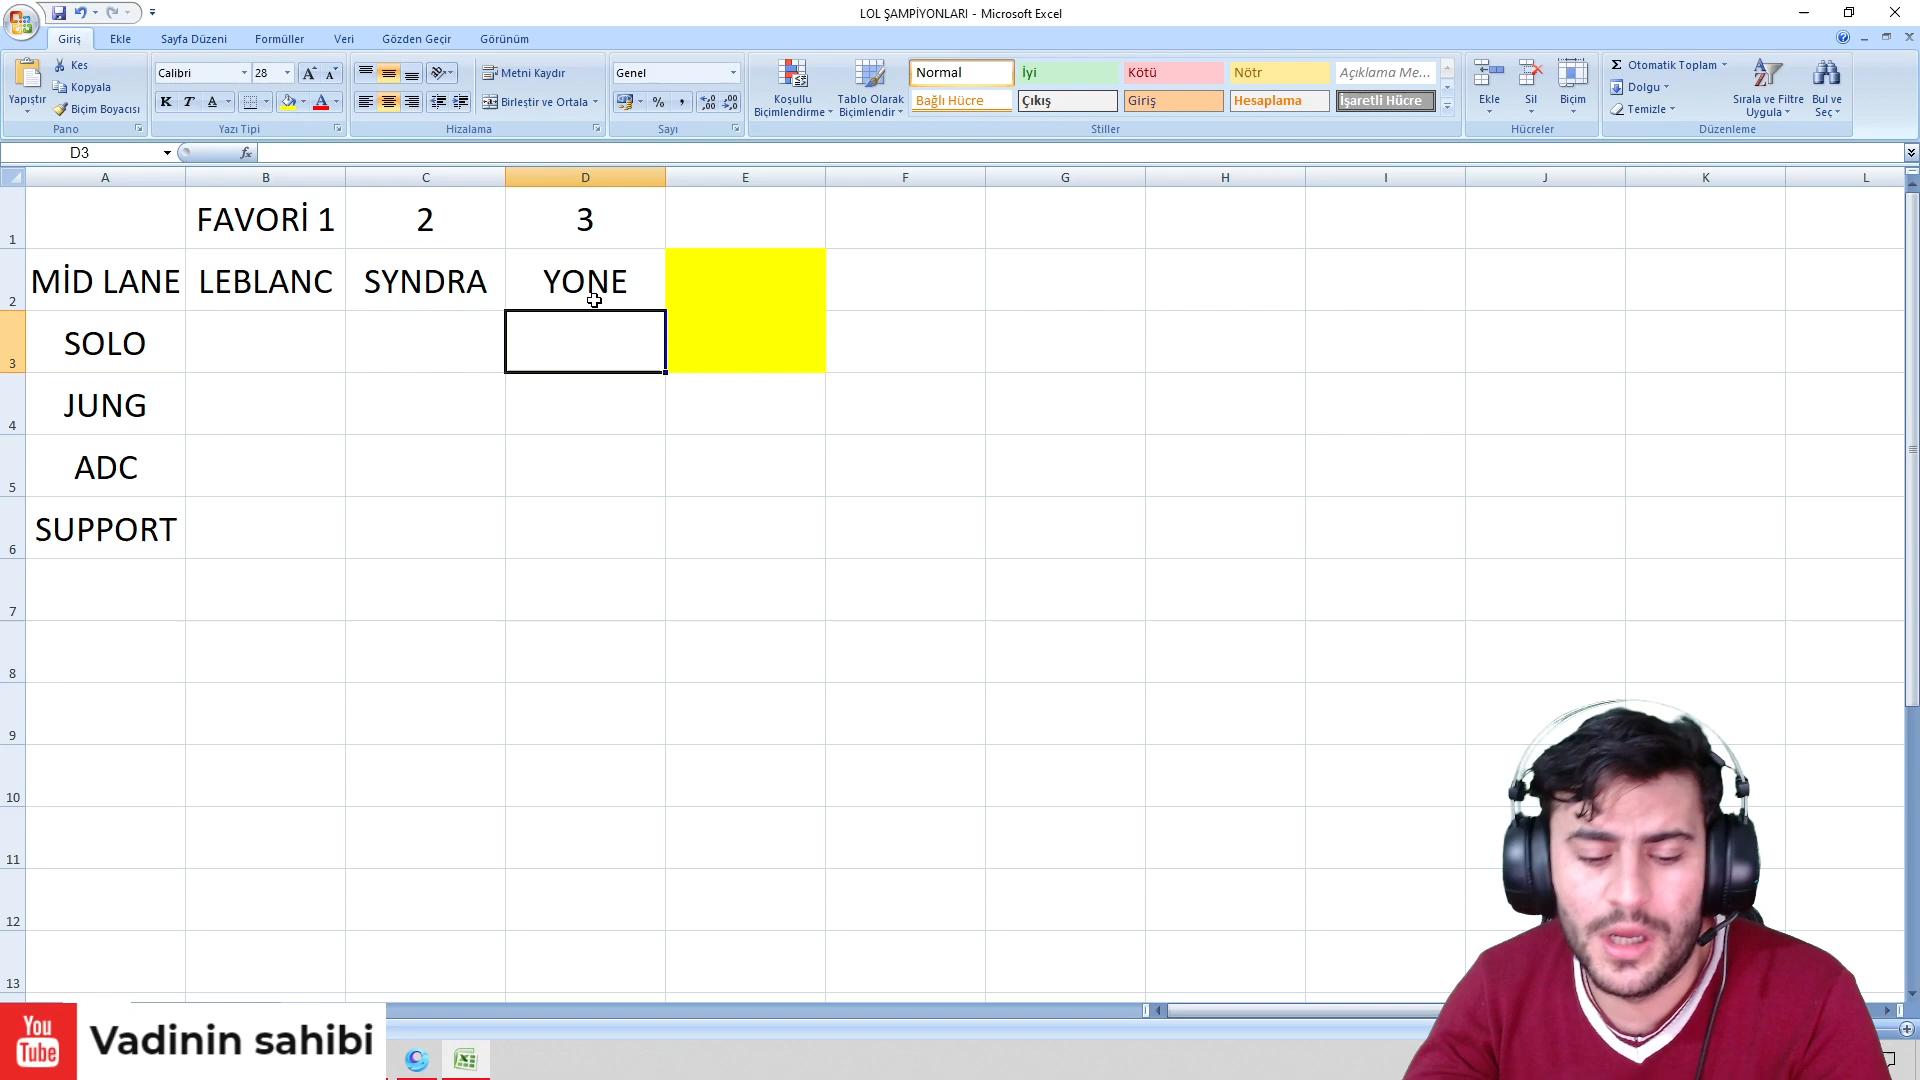 LOL ŞAMPİYONLARI - Microsoft Excel
Giriş Ekle Sayfa Düzeni Formüller Veri Gözden Geçir Görünüm
Yapıştır
Kes
Kopyala
Biçim Boyacısı
Pano
Calibri 28
K T A
Yazı Tipi
Metni Kaydır
Birleştir ve Ortala
Hizalama
Genel
Sayı
Koşullu Biçimlendirme
Tablo Olarak Biçimlendir
Normal İyi Kötü Nötr Açıklama Me...
Bağlı Hücre Çıkış Giriş Hesaplama İşaretli Hücre
Stiller
Ekle Sil Biçim
Hücreler
Otomatik Toplam
Dolgu
Temizle
Sırala ve Filtre Uygula
Bul ve Seç
Düzenleme
D3 fx
A B C D E F G H I J K L
1 FAVORİ 1 2 3
2 MİD LANE LEBLANC SYNDRA YONE
3 SOLO
4 JUNG
5 ADC
6 SUPPORT
7
8
9
10
11
12
13
You Tube
Vadinin sahibi